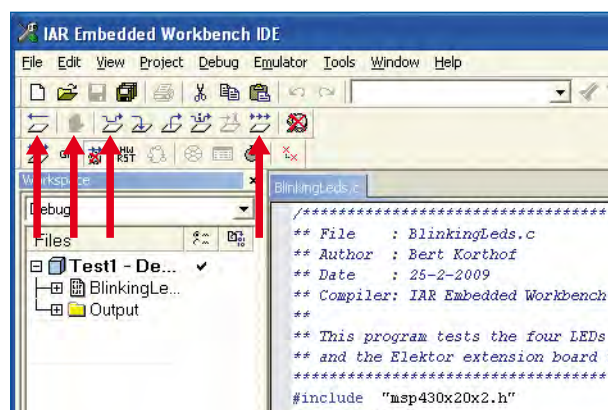 IAR Embedded Workbench IDE
File Edit View Project Debug Emulator Tools Window Help
RST
Workspace
Debug
Files
Test1 - De...
BlinkingLe...
Output
BlinkingLeds.c
/**************************************
** File : BlinkingLeds.c
** Author : Bert Korthof
** Date : 25-2-2009
** Compiler: IAR Embedded Workbench
**
** This program tests the four LEDs
** and the Elektor extension board
***************************************
#include "msp430x20x2.h"